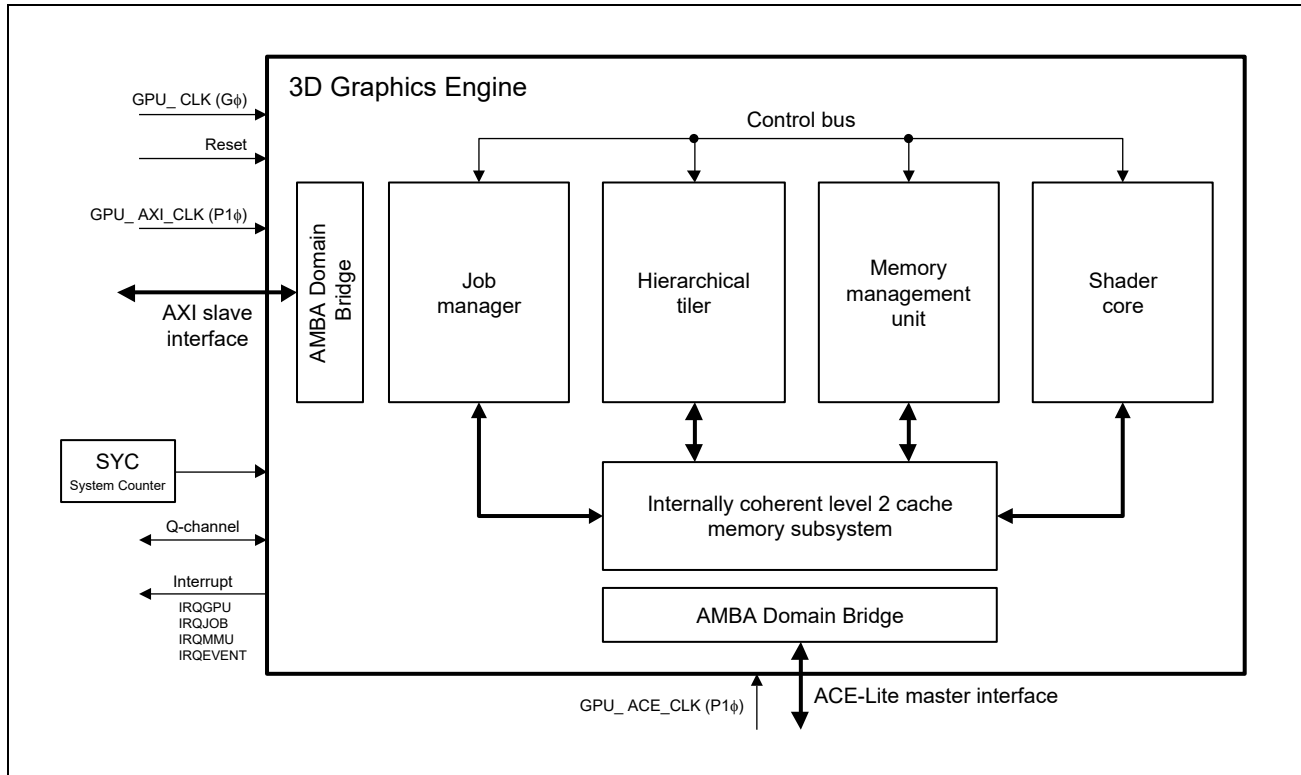 3D Graphics Engine
GPU_ CLK (Gϕ)
Reset
GPU_ AXI_CLK (P1ϕ)
AXI slave
interface
Control bus
AMBA Domain
Bridge
Job
manager
Hierarchical
tiler
Memory
management
unit
Shader
core
SYC
System Counter
Q-channel
Interrupt
IRQGPU
IRQJOB
IRQMMU
IRQEVENT
Internally coherent level 2 cache
memory subsystem
AMBA Domain Bridge
GPU_ ACE_CLK (P1ϕ)
ACE-Lite master interface